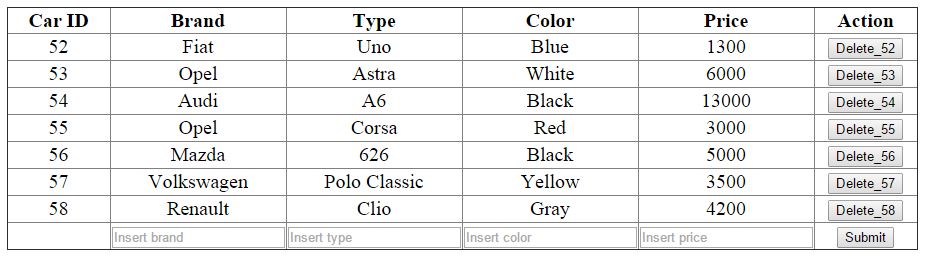 Car ID Brand Type Color Price Action
52 Fiat Uno Blue 1300 Delete_52
53 Opel Astra White 6000 Delete_53
54 Audi A6 Black 13000 Delete_54
55 Opel Corsa Red 3000 Delete_55
56 Mazda 626 Black 5000 Delete_56
57 Volkswagen Polo Classic Yellow 3500 Delete_57
58 Renault Clio Gray 4200 Delete_58
Insert brand Insert type Insert color Insert price Submit